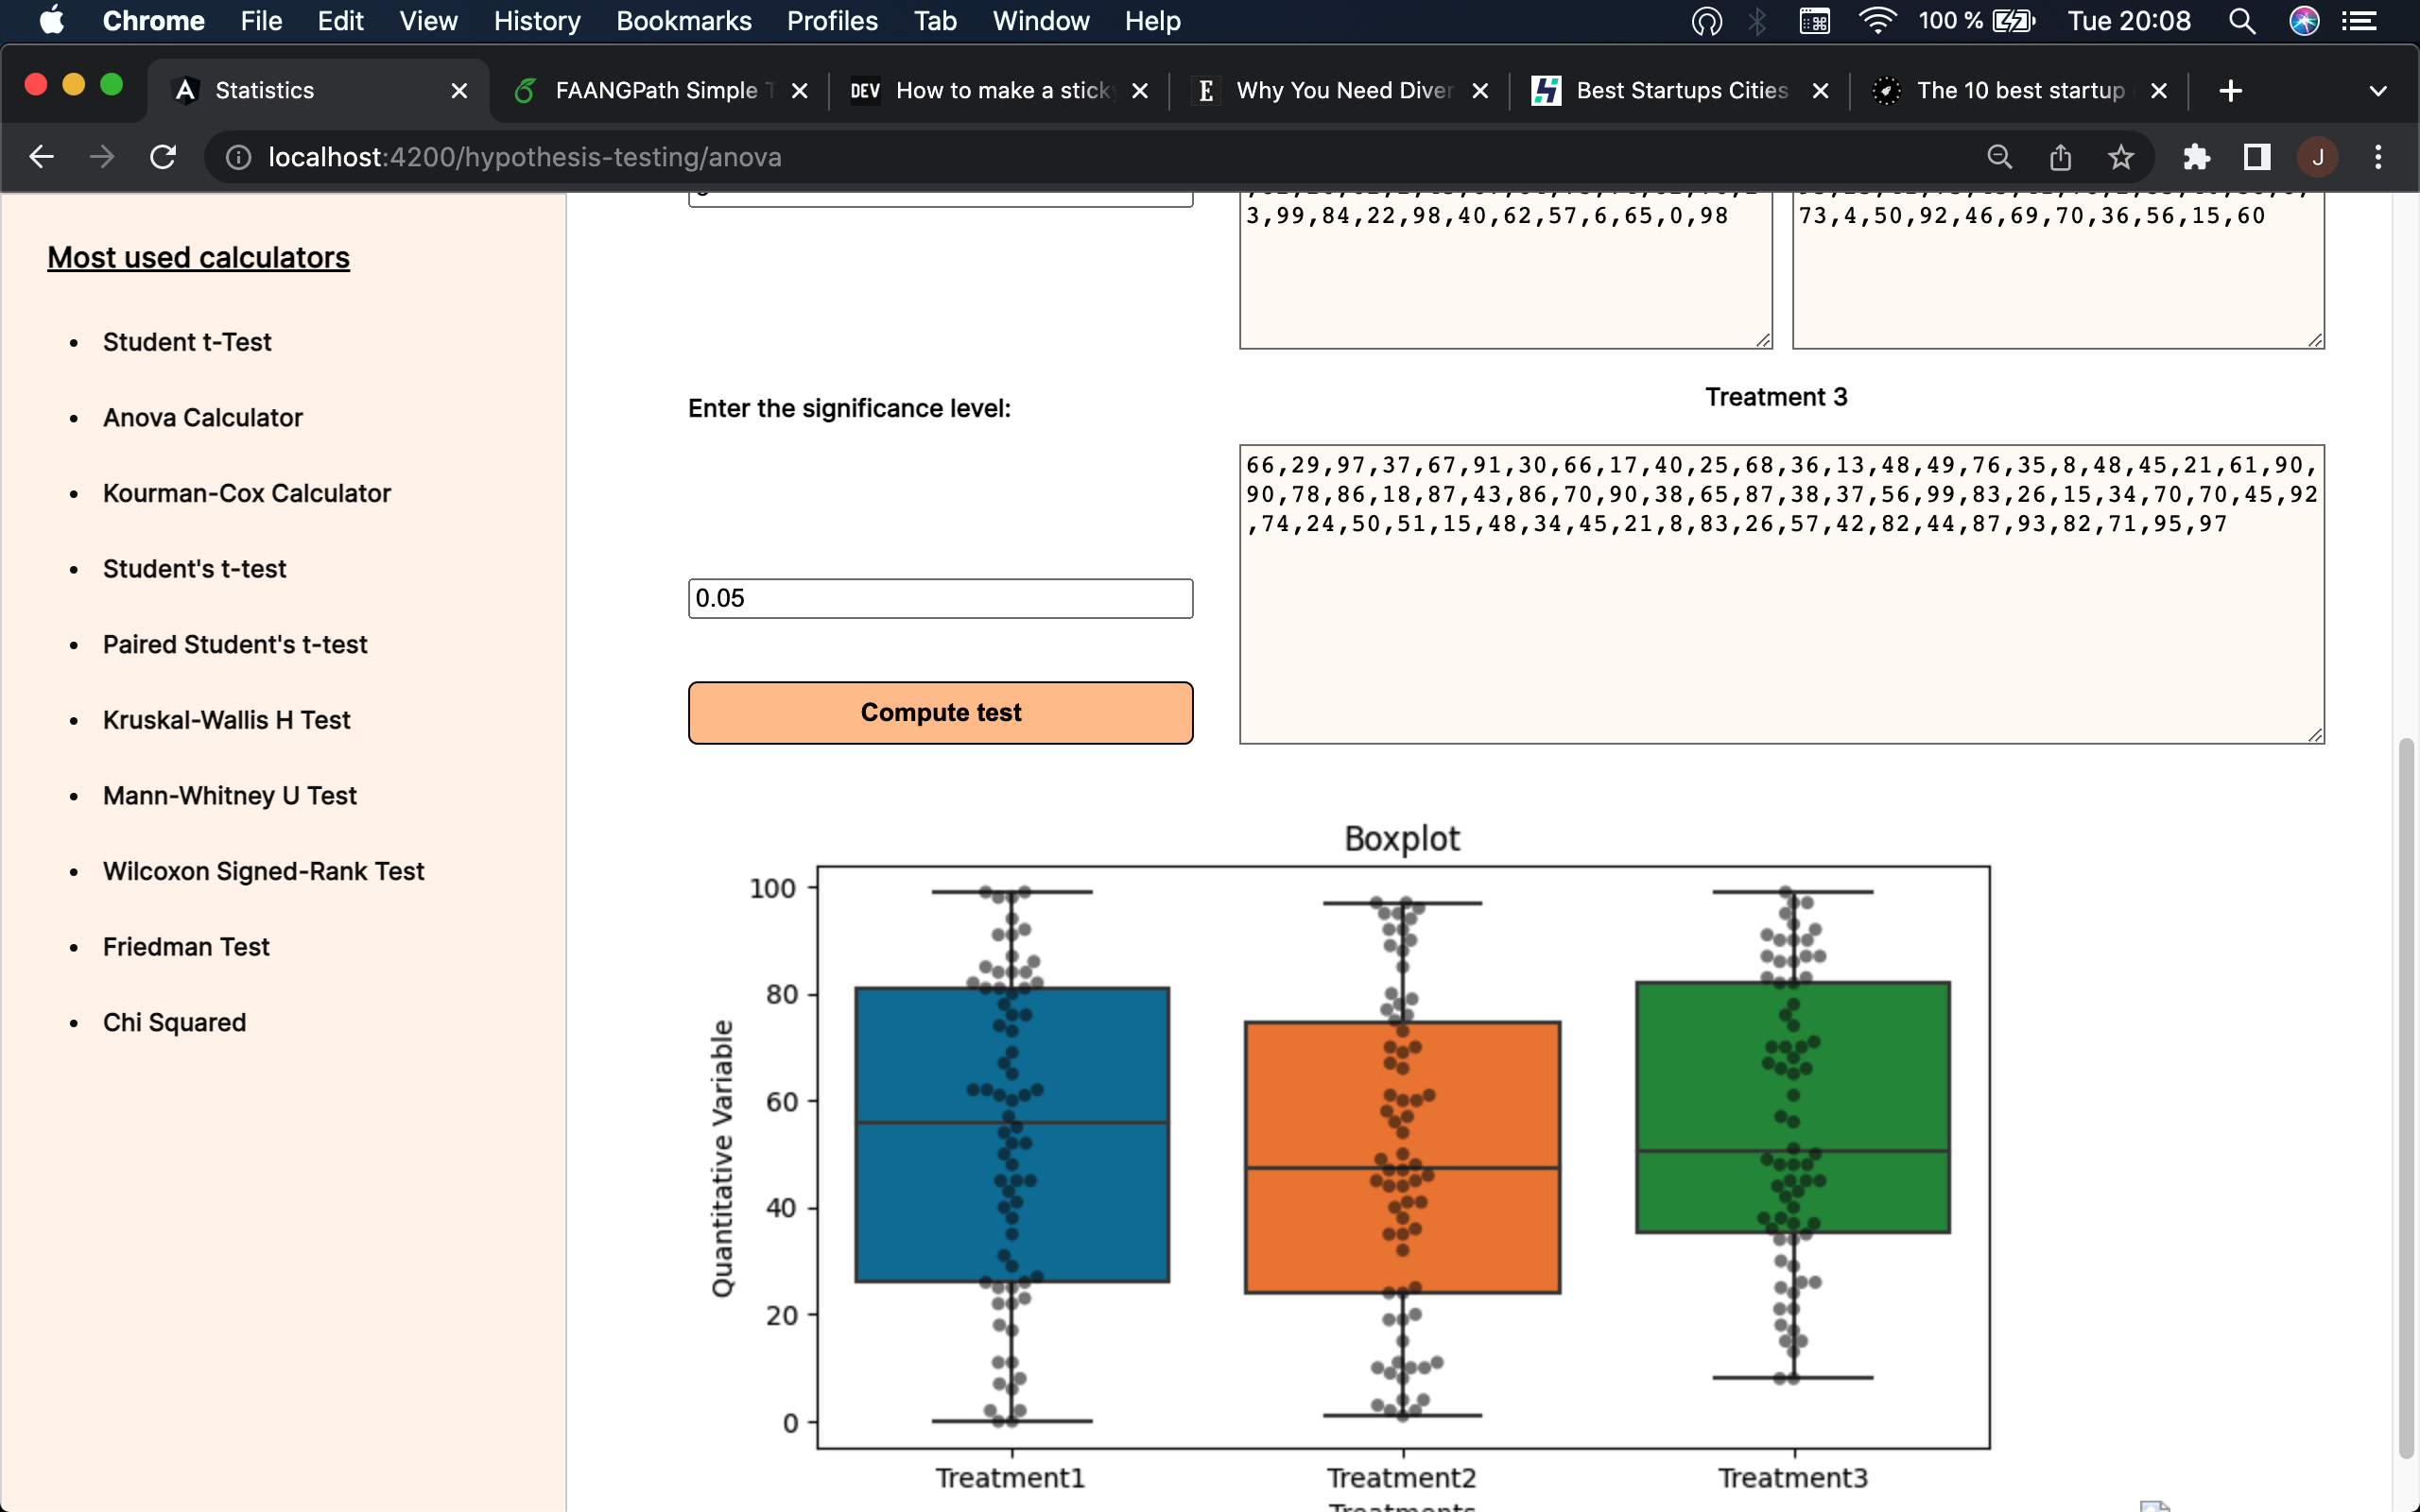 Chrome File Edit View History Bookmarks Profiles Tab Window Help 100 % Tue 20:08
Statistics FAANGPath Simple T DEV How to make a stick E Why You Need Diver Best Startups Cities The 10 best startup
localhost:4200/hypothesis-testing/anova J
Most used calculators
Student t-Test
Anova Calculator
Kourman-Cox Calculator
Student's t-test
Paired Student's t-test
Kruskal-Wallis H Test
Mann-Whitney U Test
Wilcoxon Signed-Rank Test
Friedman Test
Chi Squared
3,99,84,22,98,40,62,57,6,65,0,98
73,4,50,92,46,69,70,36,56,15,60
Enter the significance level:
0.05
Compute test
Treatment 3
66,29,97,37,67,91,30,66,17,40,25,68,36,13,48,49,76,35,8,48,45,21,61,90,
90,78,86,18,87,43,86,70,90,38,65,87,38,37,56,99,83,26,15,34,70,70,45,92
,74,24,50,51,15,48,34,45,21,8,83,26,57,42,82,44,87,93,82,71,95,97
Boxplot
Quantitative Variable
100
80
60
40
20
0
Treatment1 Treatment2 Treatment3
Treatments